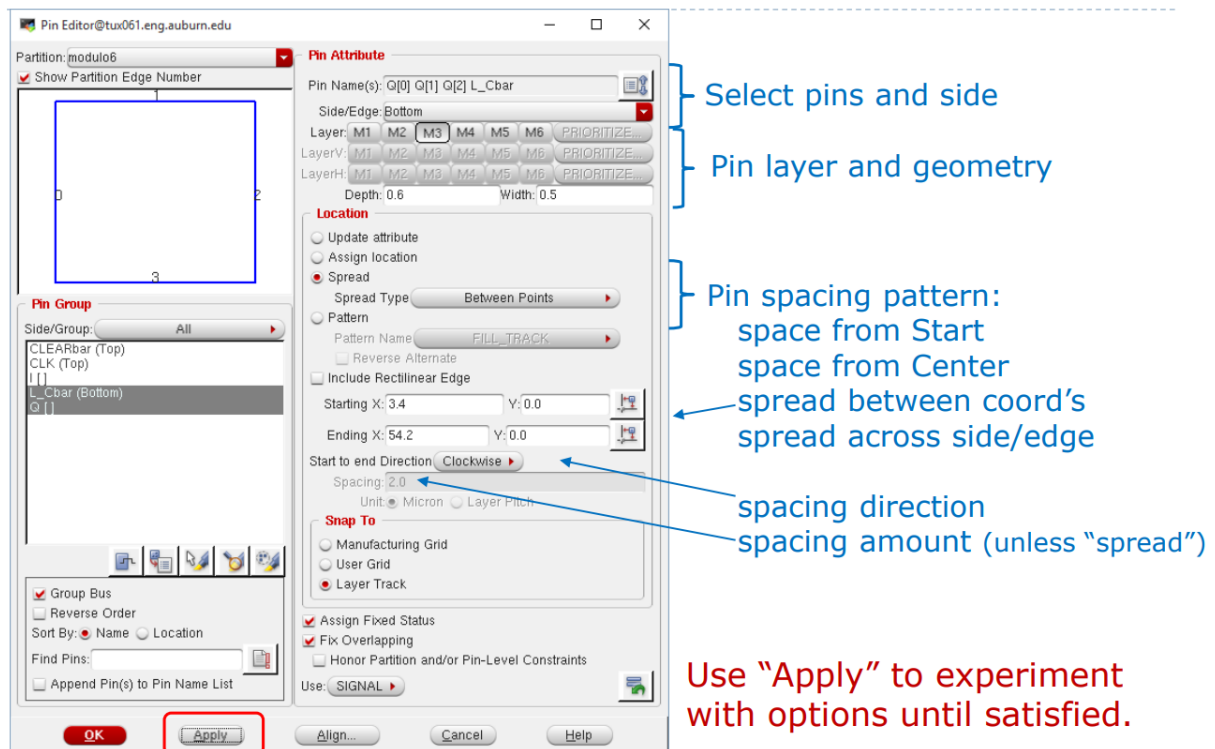 Pin Editor@tux061.eng.auburn.edu
Partition: modulo6
Show Partition Edge Number
1
0
2
3
Pin Group
Side/Group: All
CLEARbar (Top)
CLK (Top)
I []
L_Cbar (Bottom)
Q []
Group Bus
Reverse Order
Sort By: Name Location
Find Pins:
Append Pin(s) to Pin Name List
Pin Attribute
Pin Name(s): Q[0] Q[1] Q[2] L_Cbar
Side/Edge: Bottom
Layer: M1 M2 M3 M4 M5 M6 PRIORITIZE...
LayerV: M1 M2 M3 M4 M5 M6 PRIORITIZE...
LayerH: M1 M2 M3 M4 M5 M6 PRIORITIZE...
Depth: 0.6 Width: 0.5
Location
Update attribute
Assign location
Spread
Spread Type Between Points
Pattern
Pattern Name FILL_TRACK
Reverse Alternate
Include Rectilinear Edge
Starting X: 3.4 Y: 0.0
Ending X: 54.2 Y: 0.0
Start to end Direction Clockwise
Spacing: 2.0
Unit: Micron Layer Pitch
Snap To
Manufacturing Grid
User Grid
Layer Track
Assign Fixed Status
Fix Overlapping
Honor Partition and/or Pin-Level Constraints
Use: SIGNAL
OK Apply Align... Cancel Help
Select pins and side
Pin layer and geometry
Pin spacing pattern:
space from Start
space from Center
spread between coord’s
spread across side/edge
spacing direction
spacing amount (unless “spread”)
Use “Apply” to experiment
with options until satisfied.